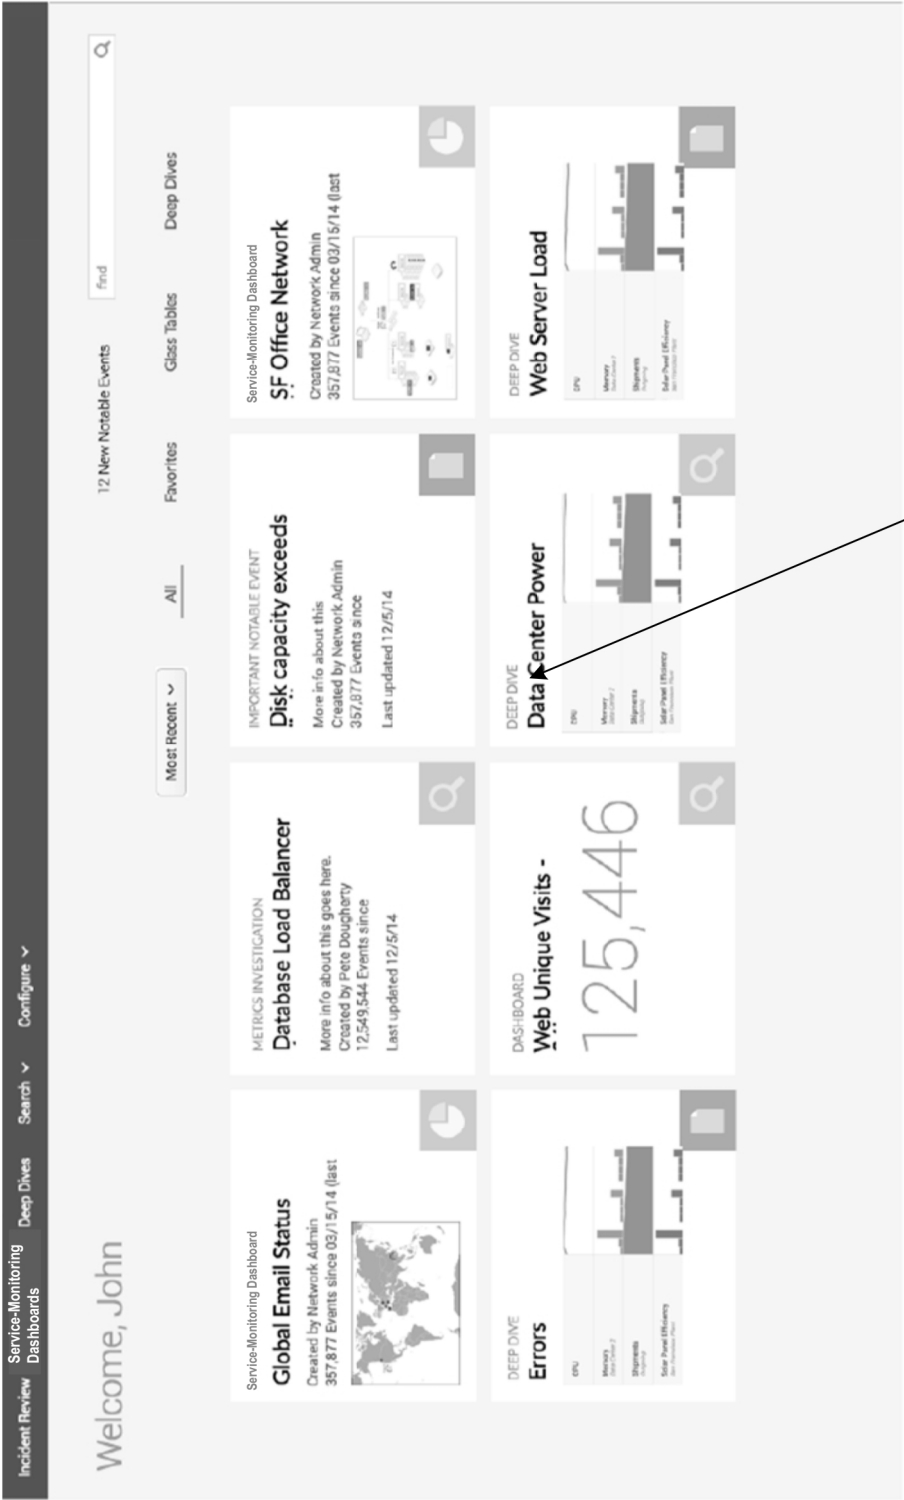 Incident Review
Service-Monitoring
Dashboards
Deep Dives
Search
Configure
Welcome, John
12 New Notable Events
find
Most Recent
All
Favorites
Glass Tables
Deep Dives
Service-Monitoring Dashboard
Global Email Status
Created by Network Admin
357,877 Events since 03/15/14 (last
METRICS INVESTIGATION
Database Load Balancer
More info about this goes here.
Created by Pete Dougherty
12,549,544 Events since
Last updated 12/5/14
IMPORTANT NOTABLE EVENT
Disk capacity exceeds
More info about this
Created by Network Admin
357,877 Events since
Last updated 12/5/14
Service-Monitoring Dashboard
SF Office Network
Created by Network Admin
357,877 Events since 03/15/14 (last
DEEP DIVE
Errors
CPU
Memory
Shipments
Solar Panel Efficiency
DASHBOARD
Web Unique Visits -
125,446
DEEP DIVE
Data Center Power
CPU
Memory
Shipments
Solar Panel Efficiency
DEEP DIVE
Web Server Load
CPU
Memory
Shipments
Solar Panel Efficiency